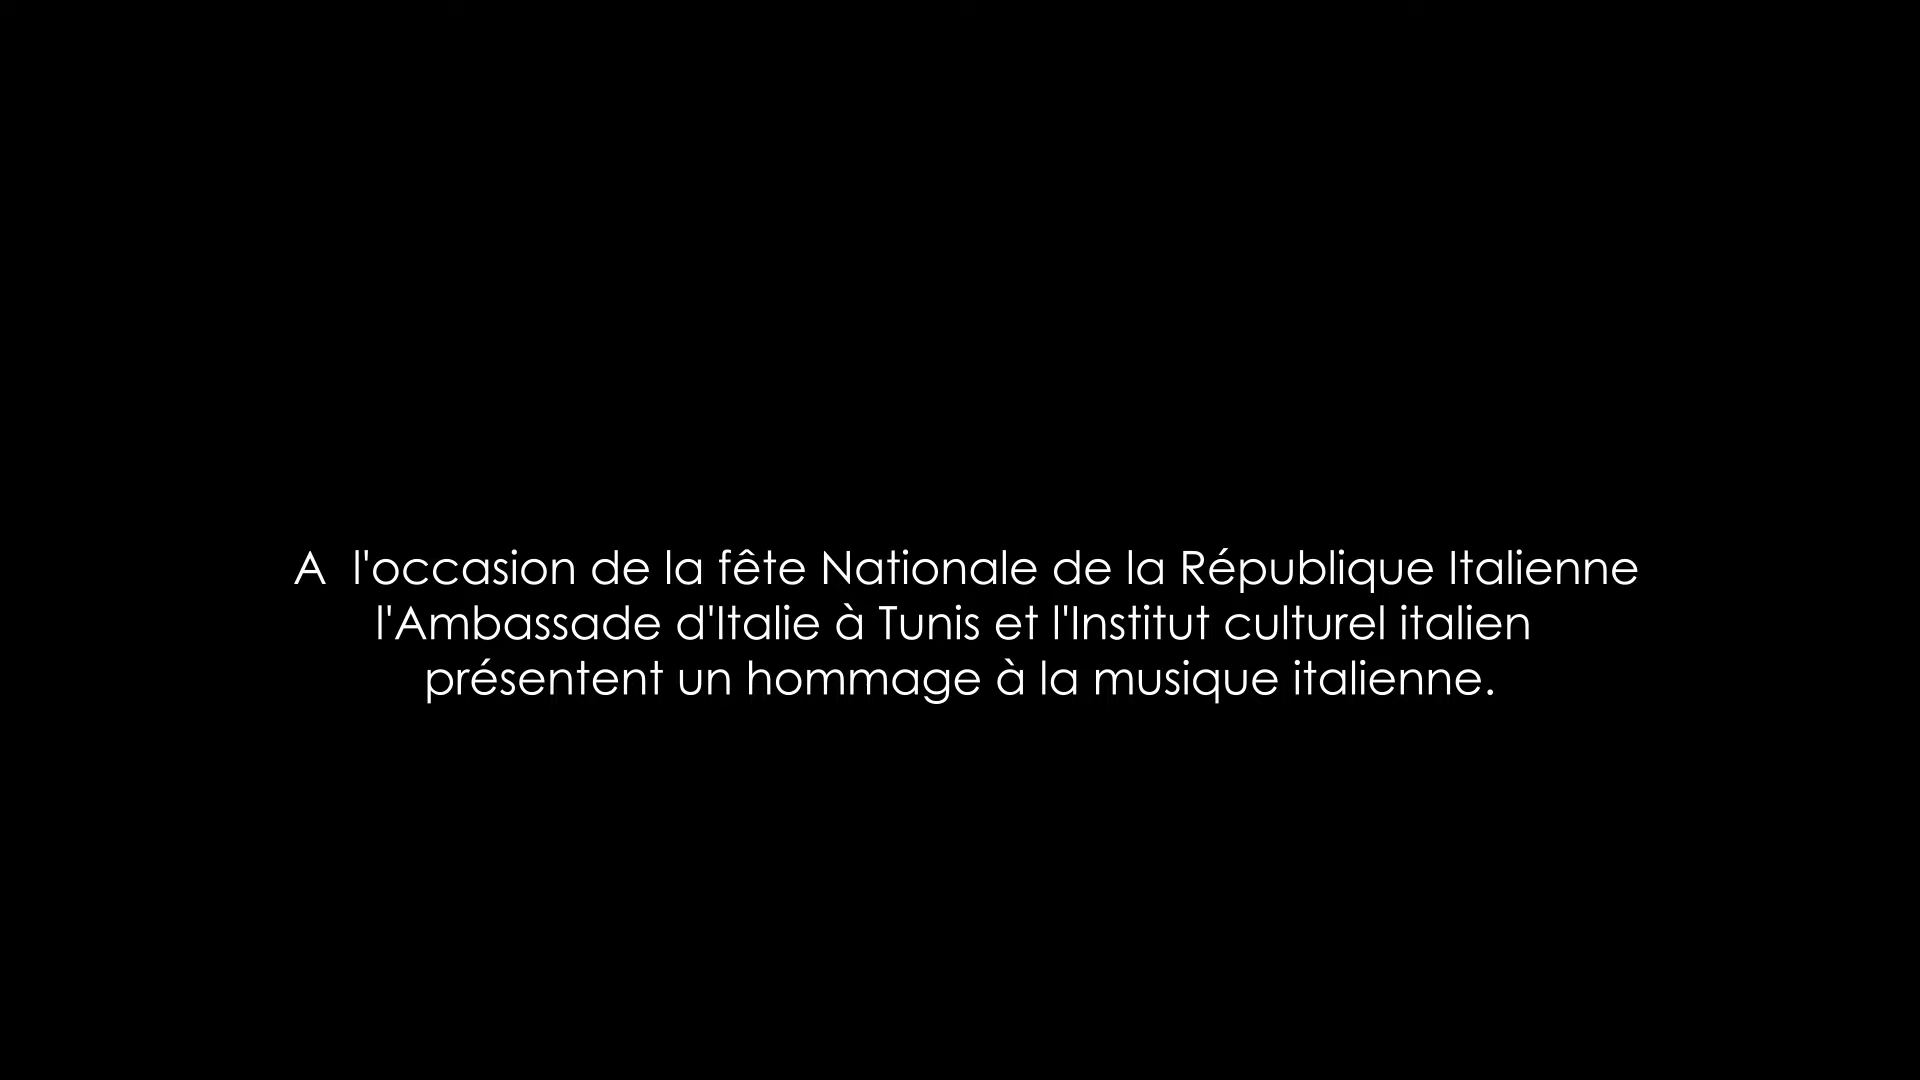 A  l'occasion de la fête Nationale de la République Italienne
l'Ambassade d'Italie à Tunis et l'Institut culturel italien
présentent un hommage à la musique italienne.